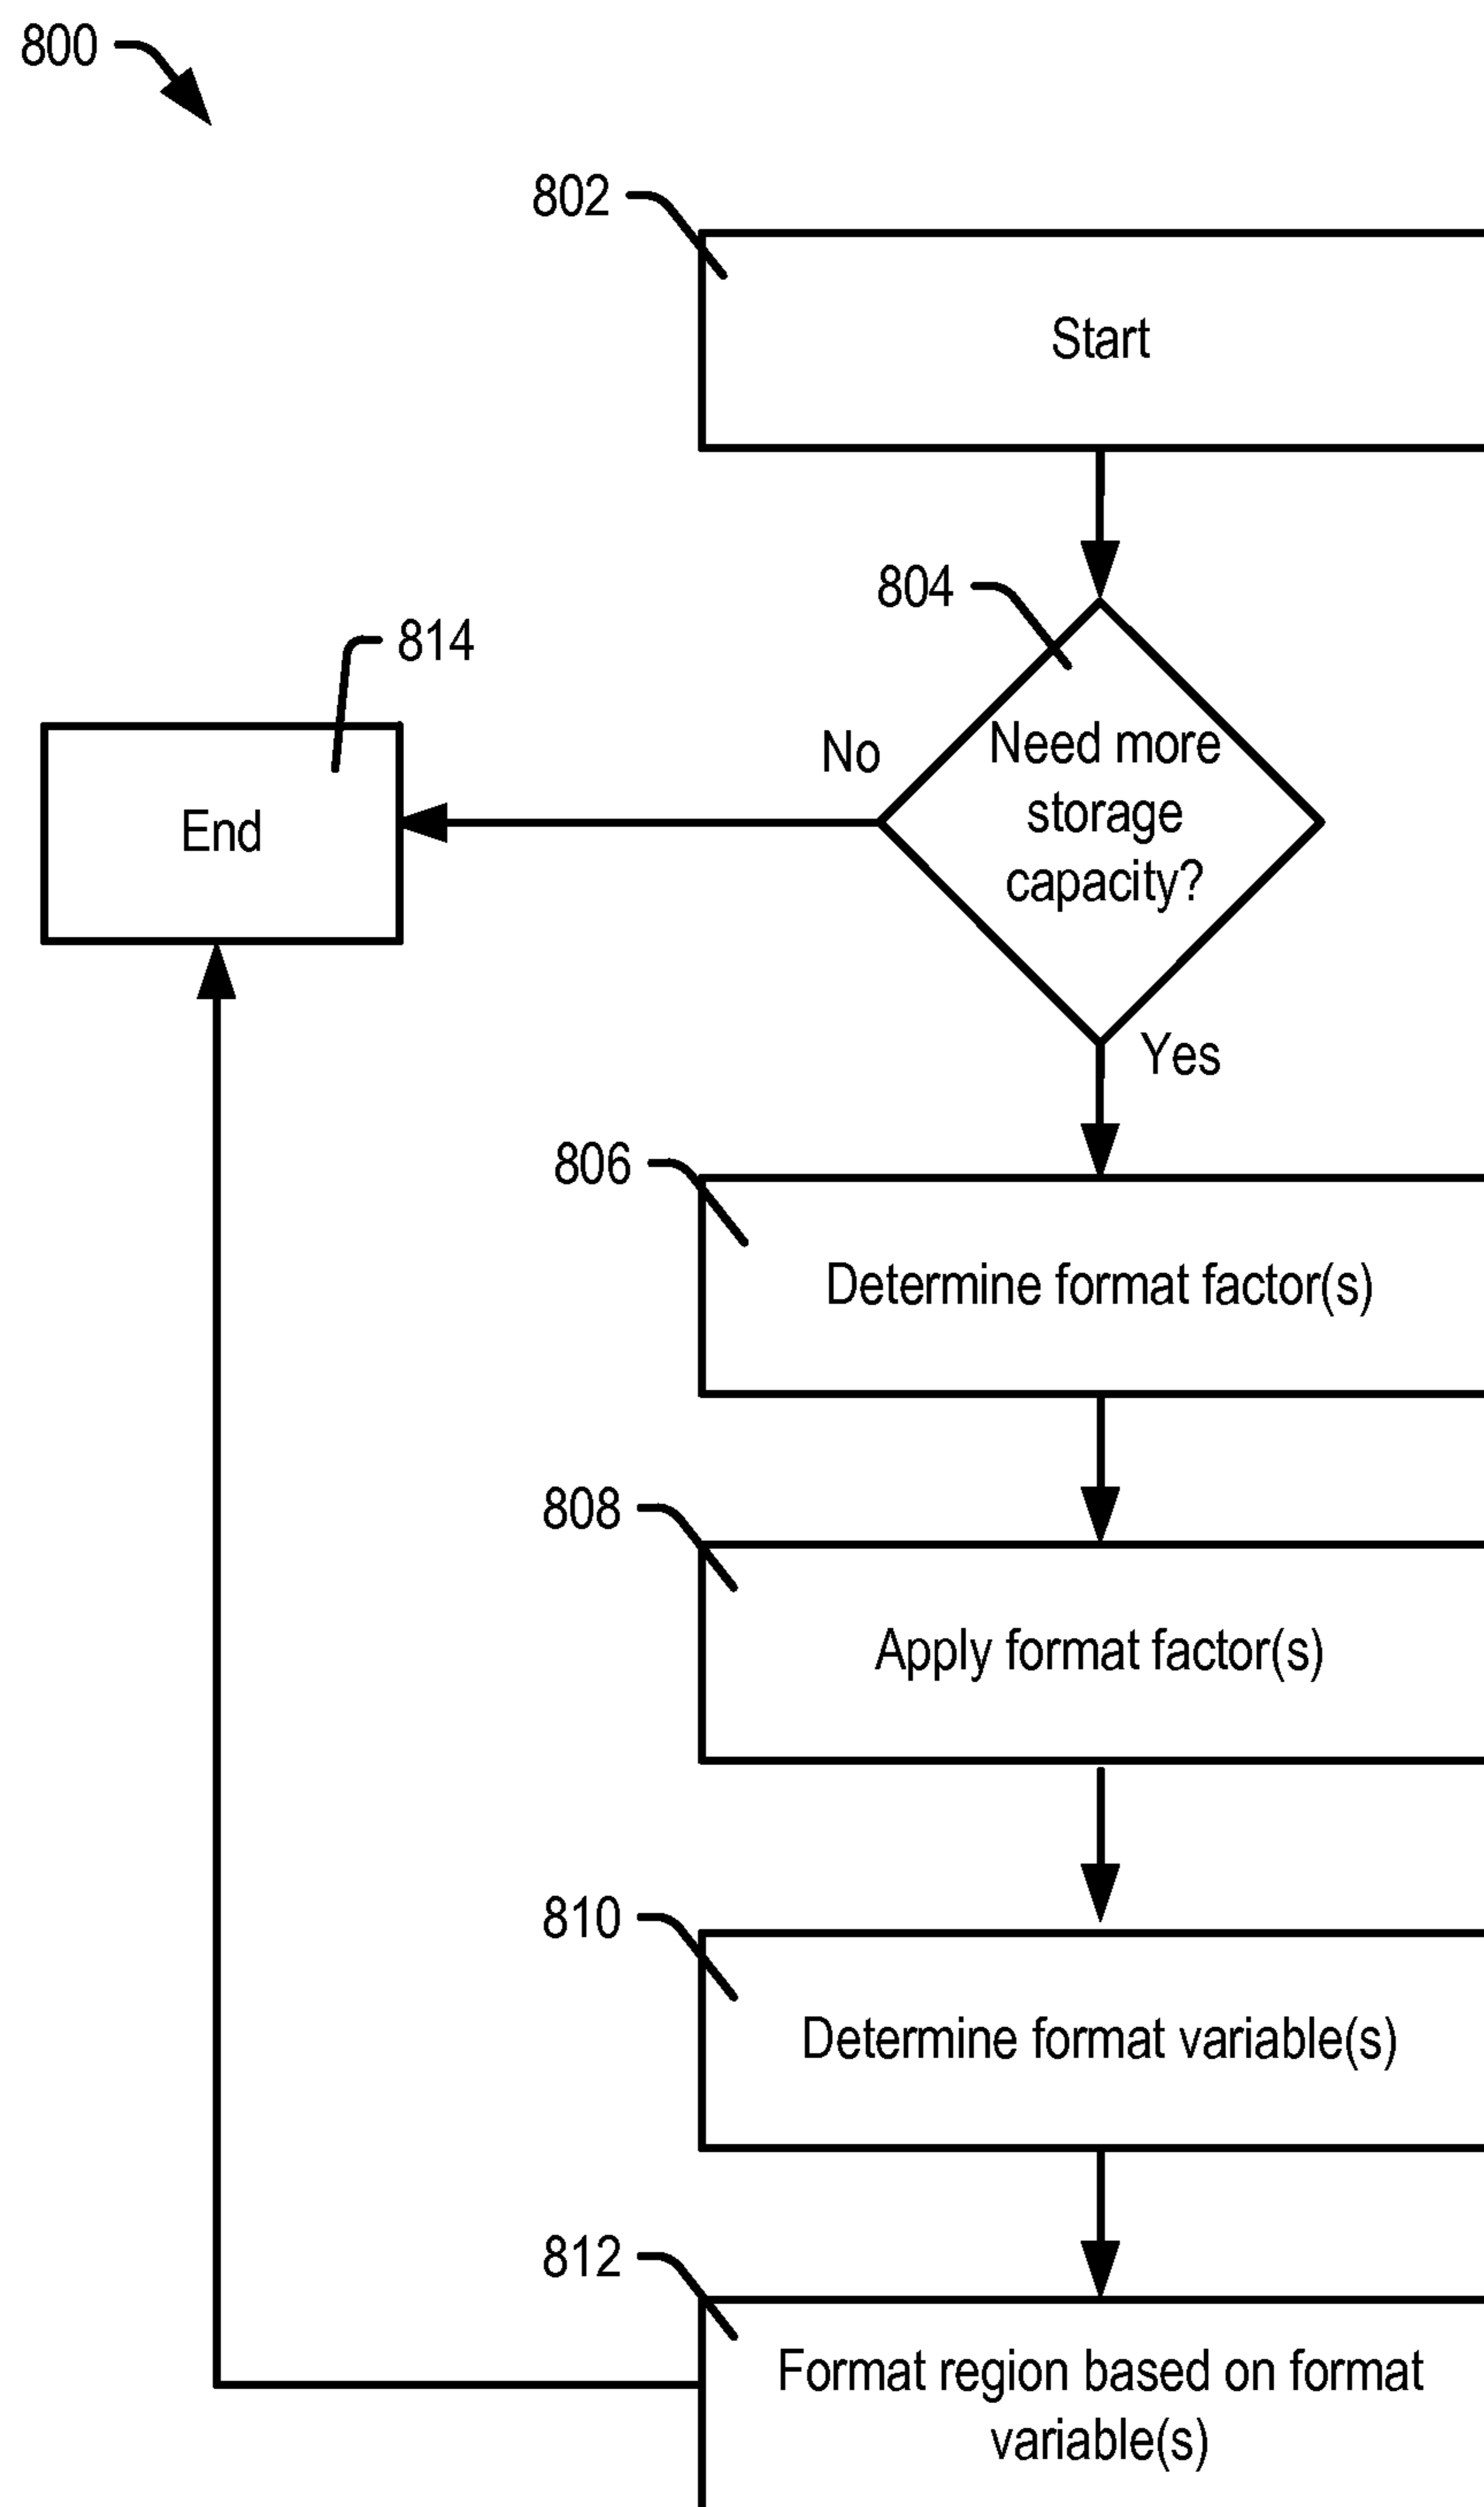 800
802
Start
804
814
No
Need more
storage
capacity?
End
Yes
806
Determine format factor(s)
808
Apply format factor(s)
810
Determine format variable(s)
812
Format region based on format
variable(s)